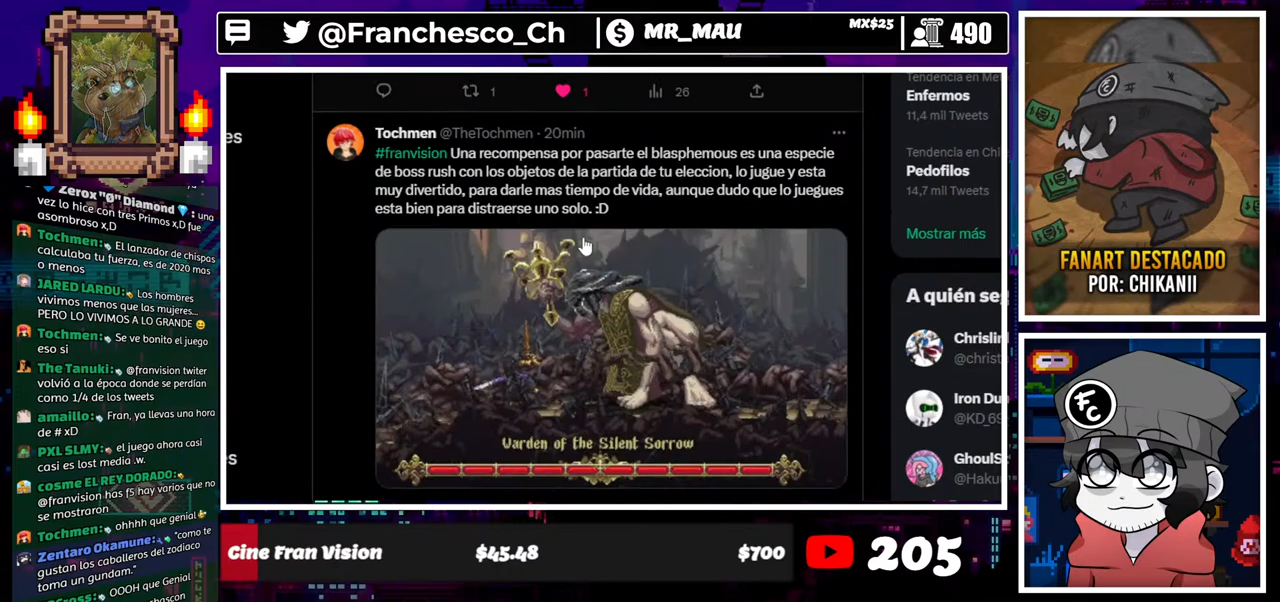 @Franchesco_Ch
$ MR_MAU
MX$25
490
es
1
1
26
Tochmen @TheTochmen · 20min
#franvision Una recompensa por pasarte el blasphemous es una especie
de boss rush con los objetos de la partida de tu eleccion, lo jugue y esta
muy divertido, para darle mas tiempo de vida, aunque dudo que lo juegues
esta bien para distraerse uno solo. :D
Warden of the Silent Sorrow
Enfermos
11,4 mil Tweets
Pedofilos
14,7 mil Tweets
Mostrar más
A quién se
@christ
Iron Du
@KD_69
GhoulS
@Haku
es
Zerox "Ø" Diamond : una
vez lo hice con tres Primos x,D fue
asombroso x,D
Tochmen: El lanzador de chispas
calculaba tu fuerza, es de 2020 mas
o menos
JARED LARDU: Los hombres
vivimos menos que las mujeres...
PERO LO VIVIMOS A LO GRANDE
Tochmen: Se ve bonito el juego
eso si
The Tanuki: @franvision twiter
volvió a la época donde se perdían
como 1/4 de los tweets
amaillo: Fran, ya llevas una hora
de # xD
PXL SLMY: el juego ahora casi
casi es lost media .w.
cosme EL REY DORADO:
@franvision has f5 hay varios que no
se mostraron
Tochmen: ohhhh que genial
Zentaro Okamune: "como te
gustan los caballeros del zodiaco
toma un gundam."
OOOH que Genial
Cine Fran Vision
$45.48
$700
205
FANART DESTACADO
POR: CHIKANII
FC